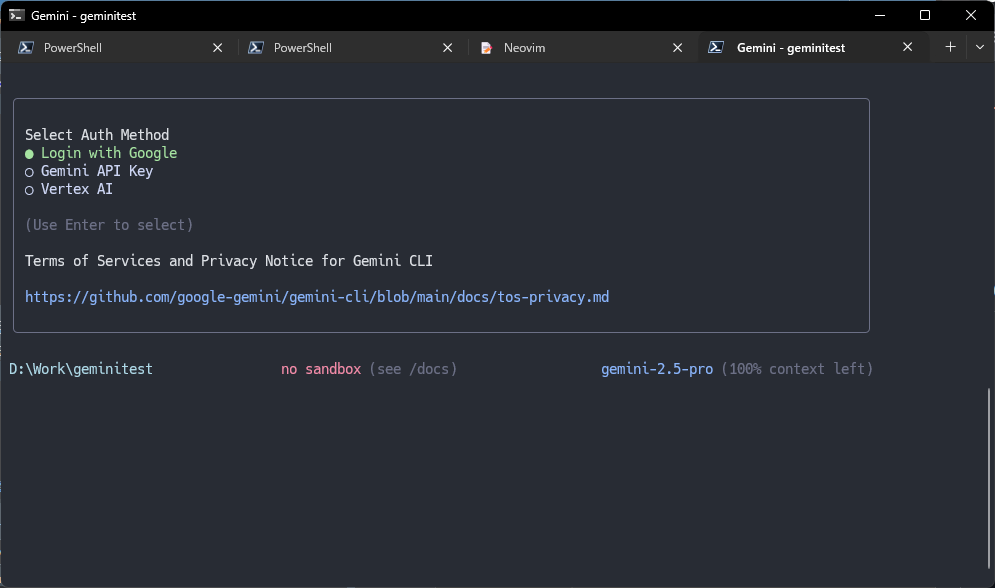 Gemini - geminitest
PowerShell
PowerShell
Neovim
Gemini - geminitest
Select Auth Method
● Login with Google
○ Gemini API Key
○ Vertex AI
(Use Enter to select)
Terms of Services and Privacy Notice for Gemini CLI
https://github.com/google-gemini/gemini-cli/blob/main/docs/tos-privacy.md
D:\Work\geminitest no sandbox (see /docs) gemini-2.5-pro (100% context left)